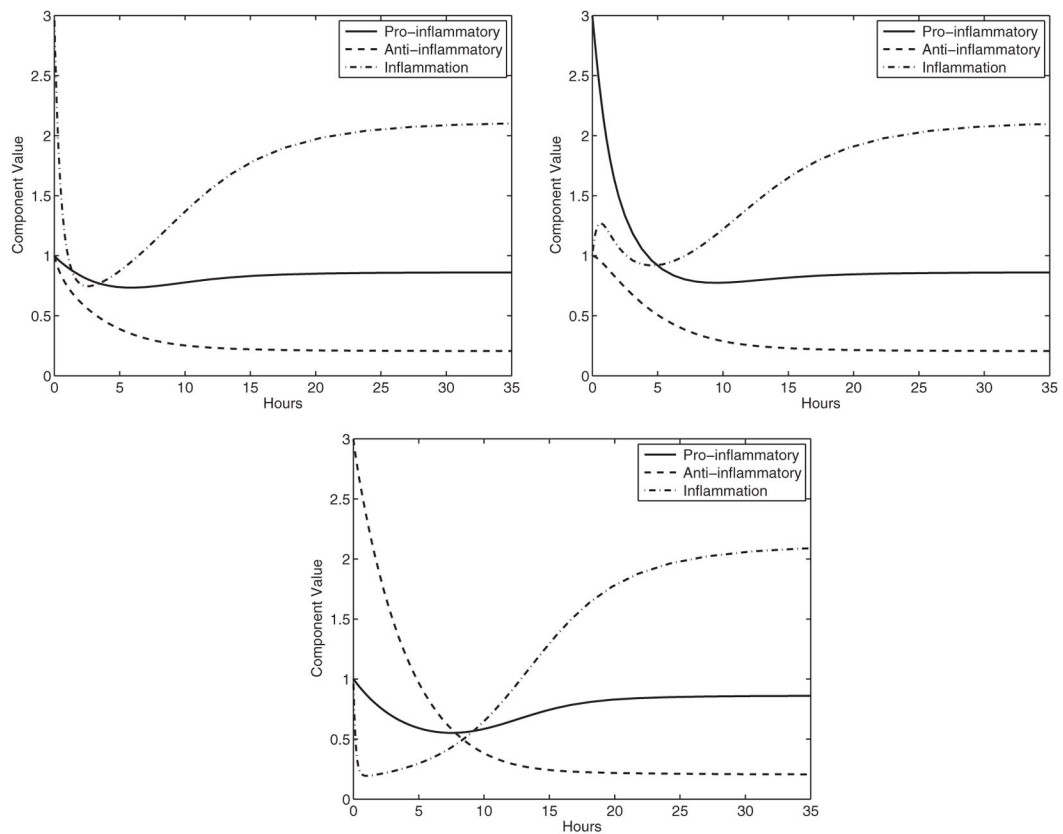 3
2.5
2
1.5
1
0.5
0
Component Value
Pro-inflammatory
Anti-inflammatory
Inflammation
0 5 10 15 20 25 30 35
Hours
3
2.5
2
1.5
1
0.5
0
Component Value
Pro-inflammatory
Anti-inflammatory
Inflammation
0 5 10 15 20 25 30 35
Hours
3
2.5
2
1.5
1
0.5
0
Component Value
Pro-inflammatory
Anti-inflammatory
Inflammation
0 5 10 15 20 25 30 35
Hours